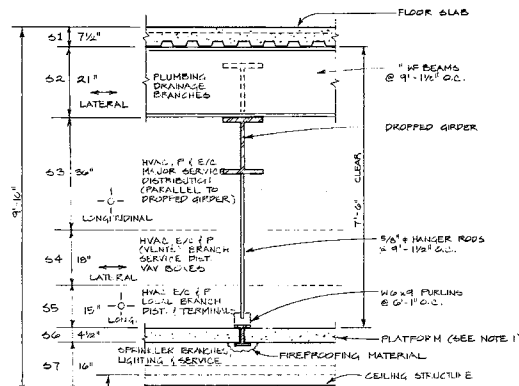 FLOOR SLAB
S1 7½"
S2 21"
LATERAL
PLUMBING
DRAINAGE
BRANCHES
" WF BEAMS
@ 9'-1½" O.C.
DROPPED GIRDER
S3 36"
HVAC, P & E/C
MAJOR SERVICE
DISTRIBUTION
(PARALLEL TO
DROPPED GIRDER)
LONGITIDINAL
9'-10"
7'-6" CLEAR
S4 18"
LATERAL
HVAC E/C & P
(VENTS) BRANCH
SERVICE DIST.
VAV BOXES
5/8" ϕ HANGER RODS
@ 9'-1½" O.C.
S5 15"
LONG.
HVAC E/C & P
LOCAL BRANCH
DIST. & TERMINALS
W6x9 PURLINS
@ 6'-1" O.C.
S6 4½"
PLATFORM (SEE NOTE 1)
S7 16"
SPRINKLER BRANCHES
LIGHTING & SERVICE
FIREPROOFING MATERIAL
CEILING STRUCTURE